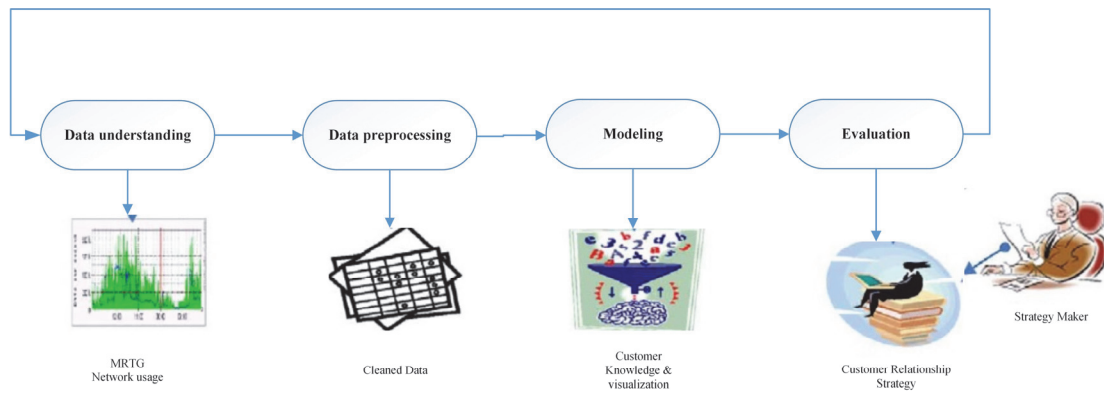 Data understanding
Data preprocessing
Modeling
Evaluation
MRTG
Network usage
Cleaned Data
Customer
Knowledge &
visualization
Customer Relationship
Strategy
Strategy Maker